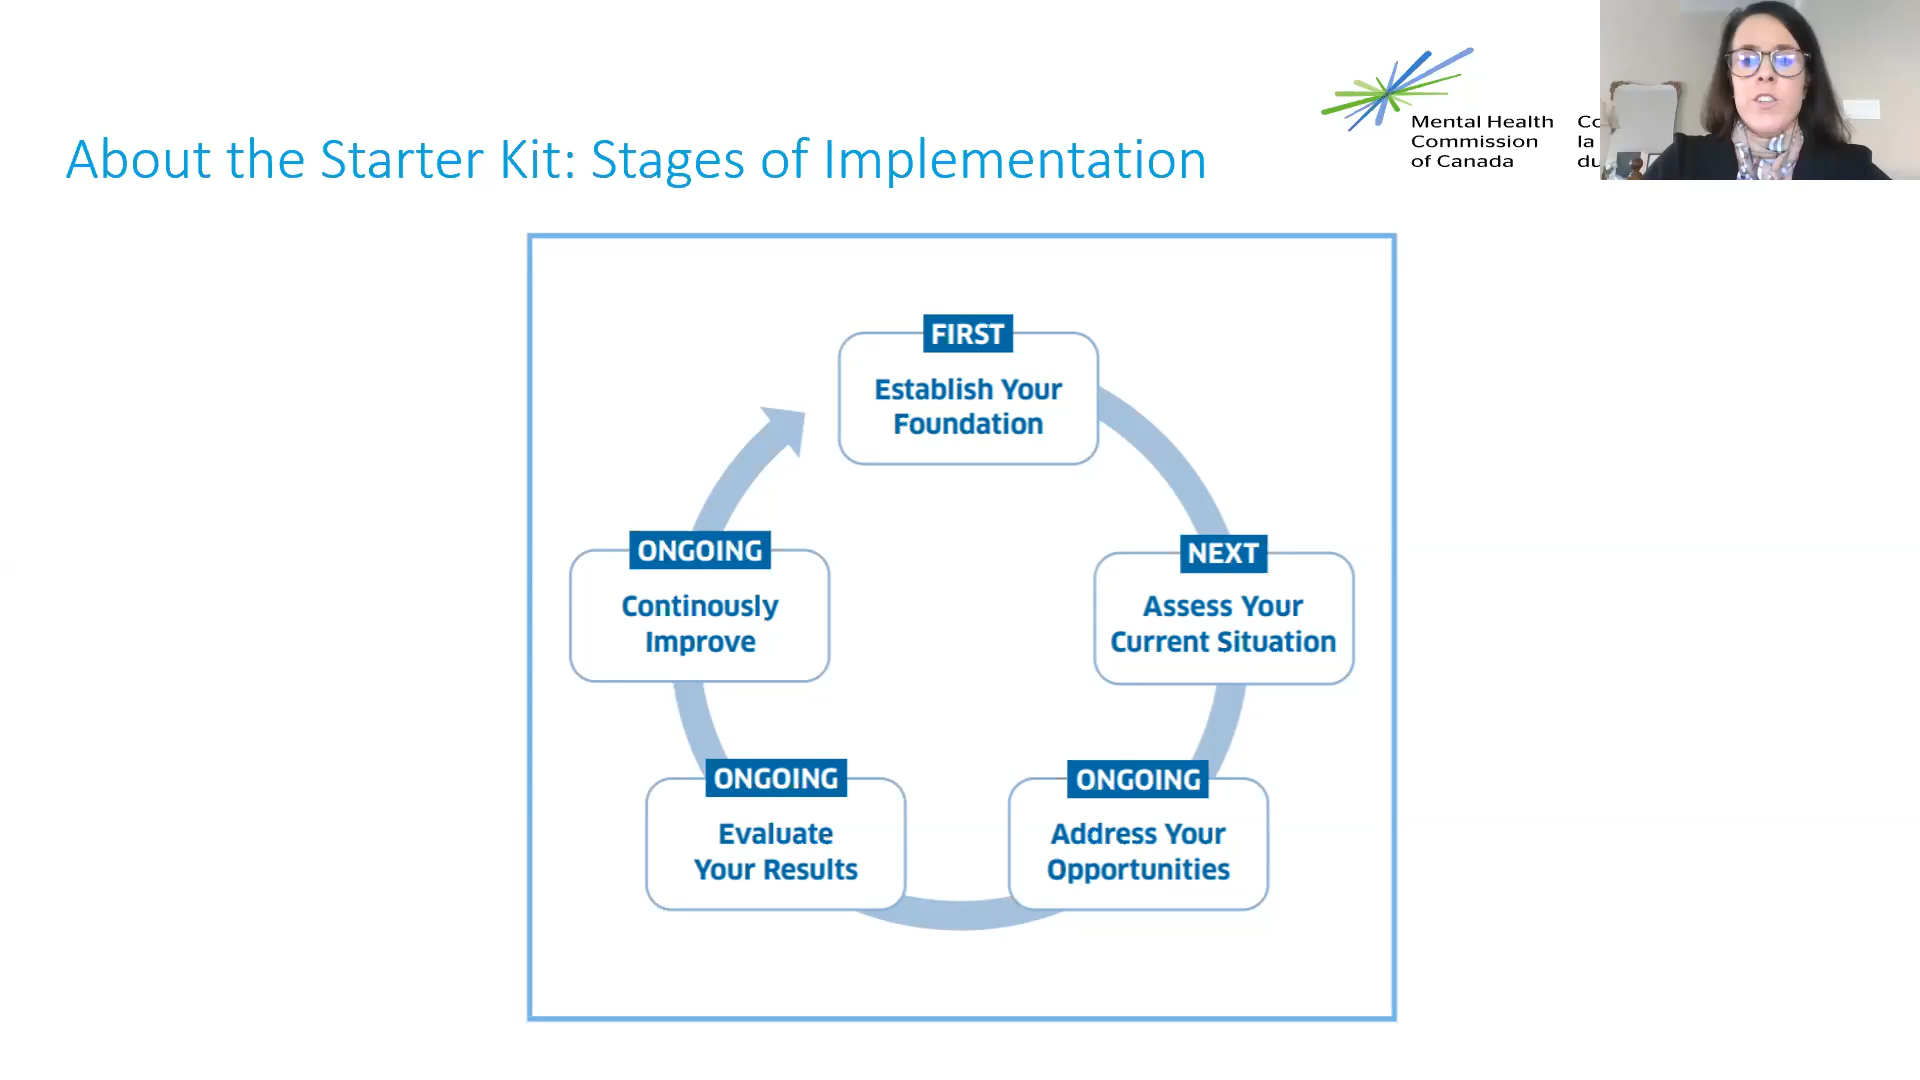 Mental Health
Commission
of Canada
la
About the Starter Kit: Stages of Implementation
FIRST
Establish Your
Foundation
NEXT
Assess Your
Current Situation
ONGOING
Address Your
Opportunities
ONGOING
Evaluate
Your Results
ONGOING
Continously
Improve